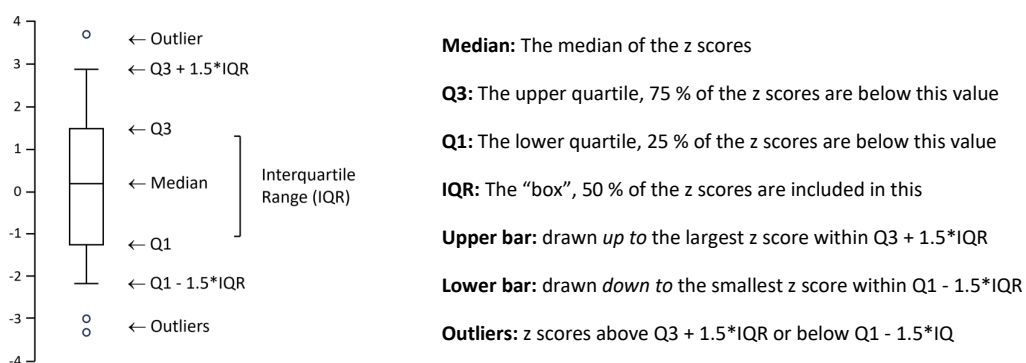 4
← Outlier
3
← Q3 + 1.5*IQR
2
← Q3
1
Interquartile
Range (IQR)
← Median
0
-1
← Q1
-2
← Q1 - 1.5*IQR
-3
← Outliers
-4
Median: The median of the z scores
Q3: The upper quartile, 75 % of the z scores are below this value
Q1: The lower quartile, 25 % of the z scores are below this value
IQR: The “box”, 50 % of the z scores are included in this
Upper bar: drawn up to the largest z score within Q3 + 1.5*IQR
Lower bar: drawn down to the smallest z score within Q1 - 1.5*IQR
Outliers: z scores above Q3 + 1.5*IQR or below Q1 - 1.5*IQ